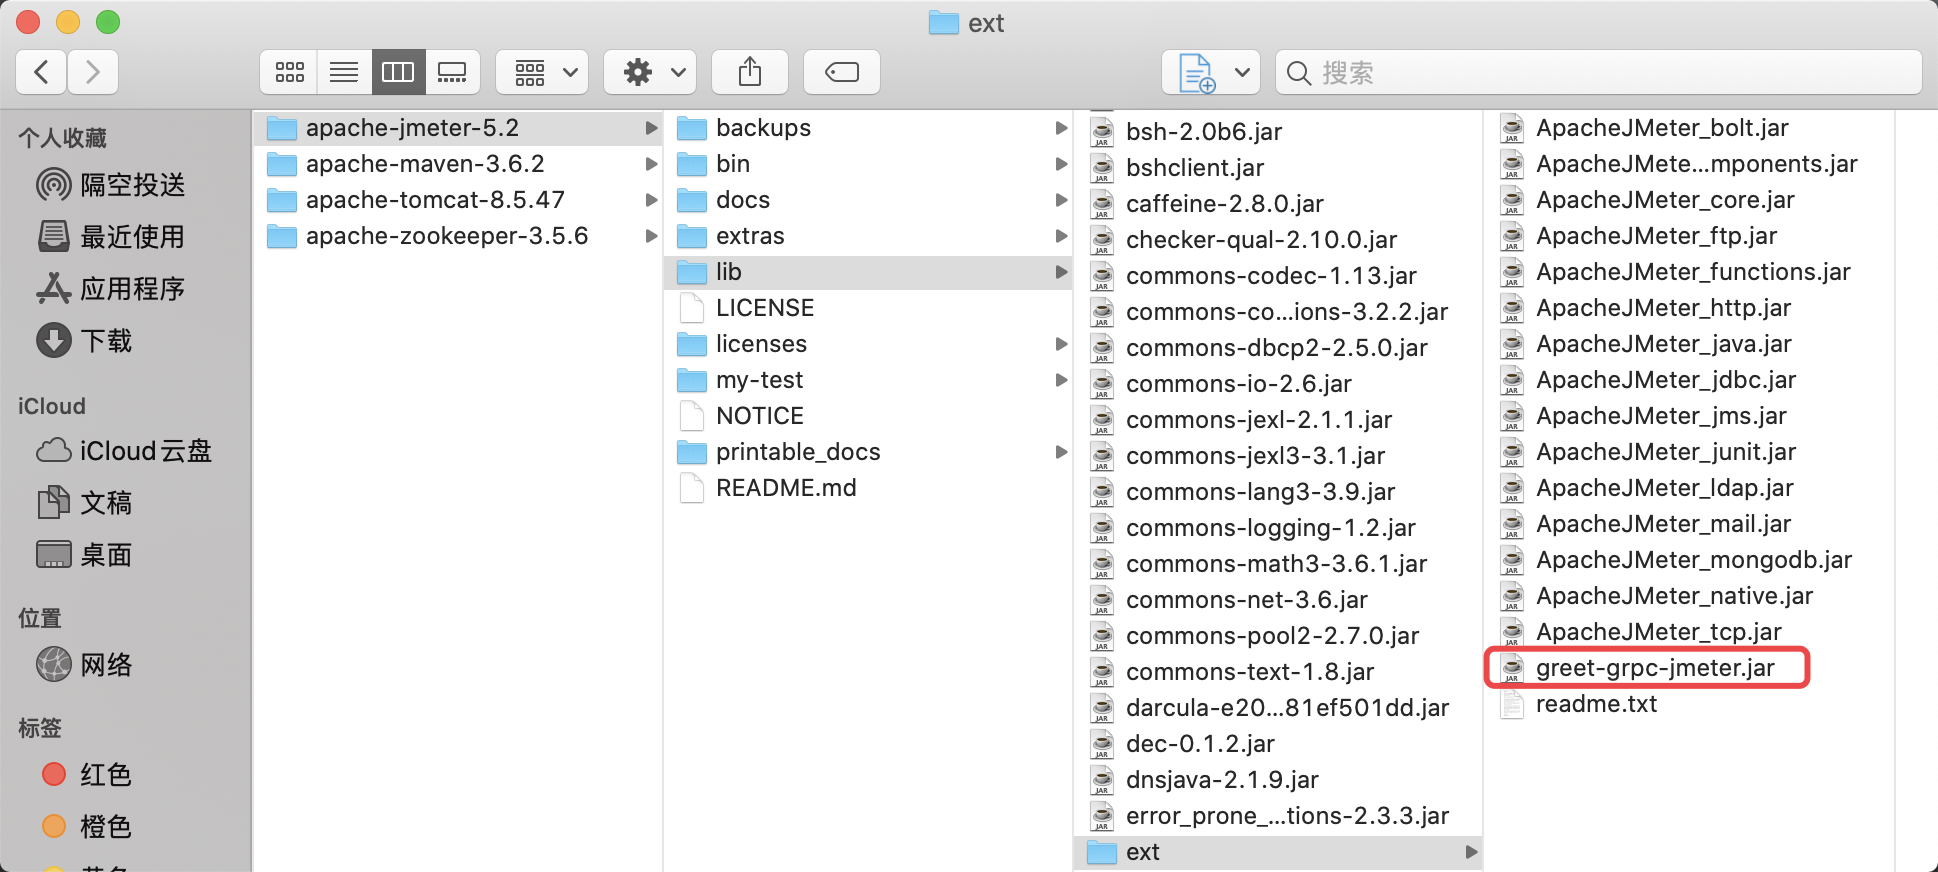 ext
搜索
个人收藏
隔空投送
最近使用
应用程序
下载
iCloud
iCloud云盘
文稿
桌面
位置
网络
标签
红色
橙色
apache-jmeter-5.2
apache-maven-3.6.2
apache-tomcat-8.5.47
apache-zookeeper-3.5.6
backups
bin
docs
extras
lib
LICENSE
licenses
my-test
NOTICE
printable_docs
README.md
bsh-2.0b6.jar
bshclient.jar
caffeine-2.8.0.jar
checker-qual-2.10.0.jar
commons-codec-1.13.jar
commons-co...ions-3.2.2.jar
commons-dbcp2-2.5.0.jar
commons-io-2.6.jar
commons-jexl-2.1.1.jar
commons-jexl3-3.1.jar
commons-lang3-3.9.jar
commons-logging-1.2.jar
commons-math3-3.6.1.jar
commons-net-3.6.jar
commons-pool2-2.7.0.jar
commons-text-1.8.jar
darcula-e20...81ef501dd.jar
dec-0.1.2.jar
dnsjava-2.1.9.jar
error_prone_...tions-2.3.3.jar
ext
ApacheJMeter_bolt.jar
ApacheJMete...mponents.jar
ApacheJMeter_core.jar
ApacheJMeter_ftp.jar
ApacheJMeter_functions.jar
ApacheJMeter_http.jar
ApacheJMeter_java.jar
ApacheJMeter_jdbc.jar
ApacheJMeter_jms.jar
ApacheJMeter_junit.jar
ApacheJMeter_ldap.jar
ApacheJMeter_mail.jar
ApacheJMeter_mongodb.jar
ApacheJMeter_native.jar
ApacheJMeter_tcp.jar
greet-grpc-jmeter.jar
readme.txt